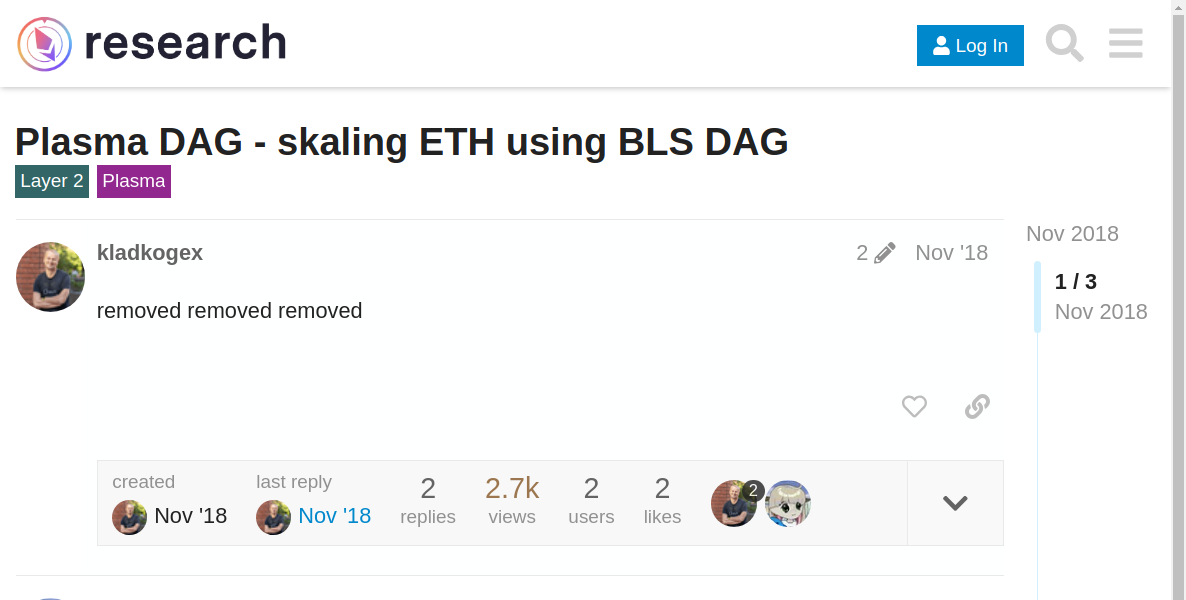 research
Log In
Plasma DAG - skaling ETH using BLS DAG
Layer 2 Plasma
kladkogex 2 Nov '18
removed removed removed
Nov 2018
1 / 3
Nov 2018
created last reply 2 2.7k 2 2 2
Nov '18 Nov '18 replies views users likes